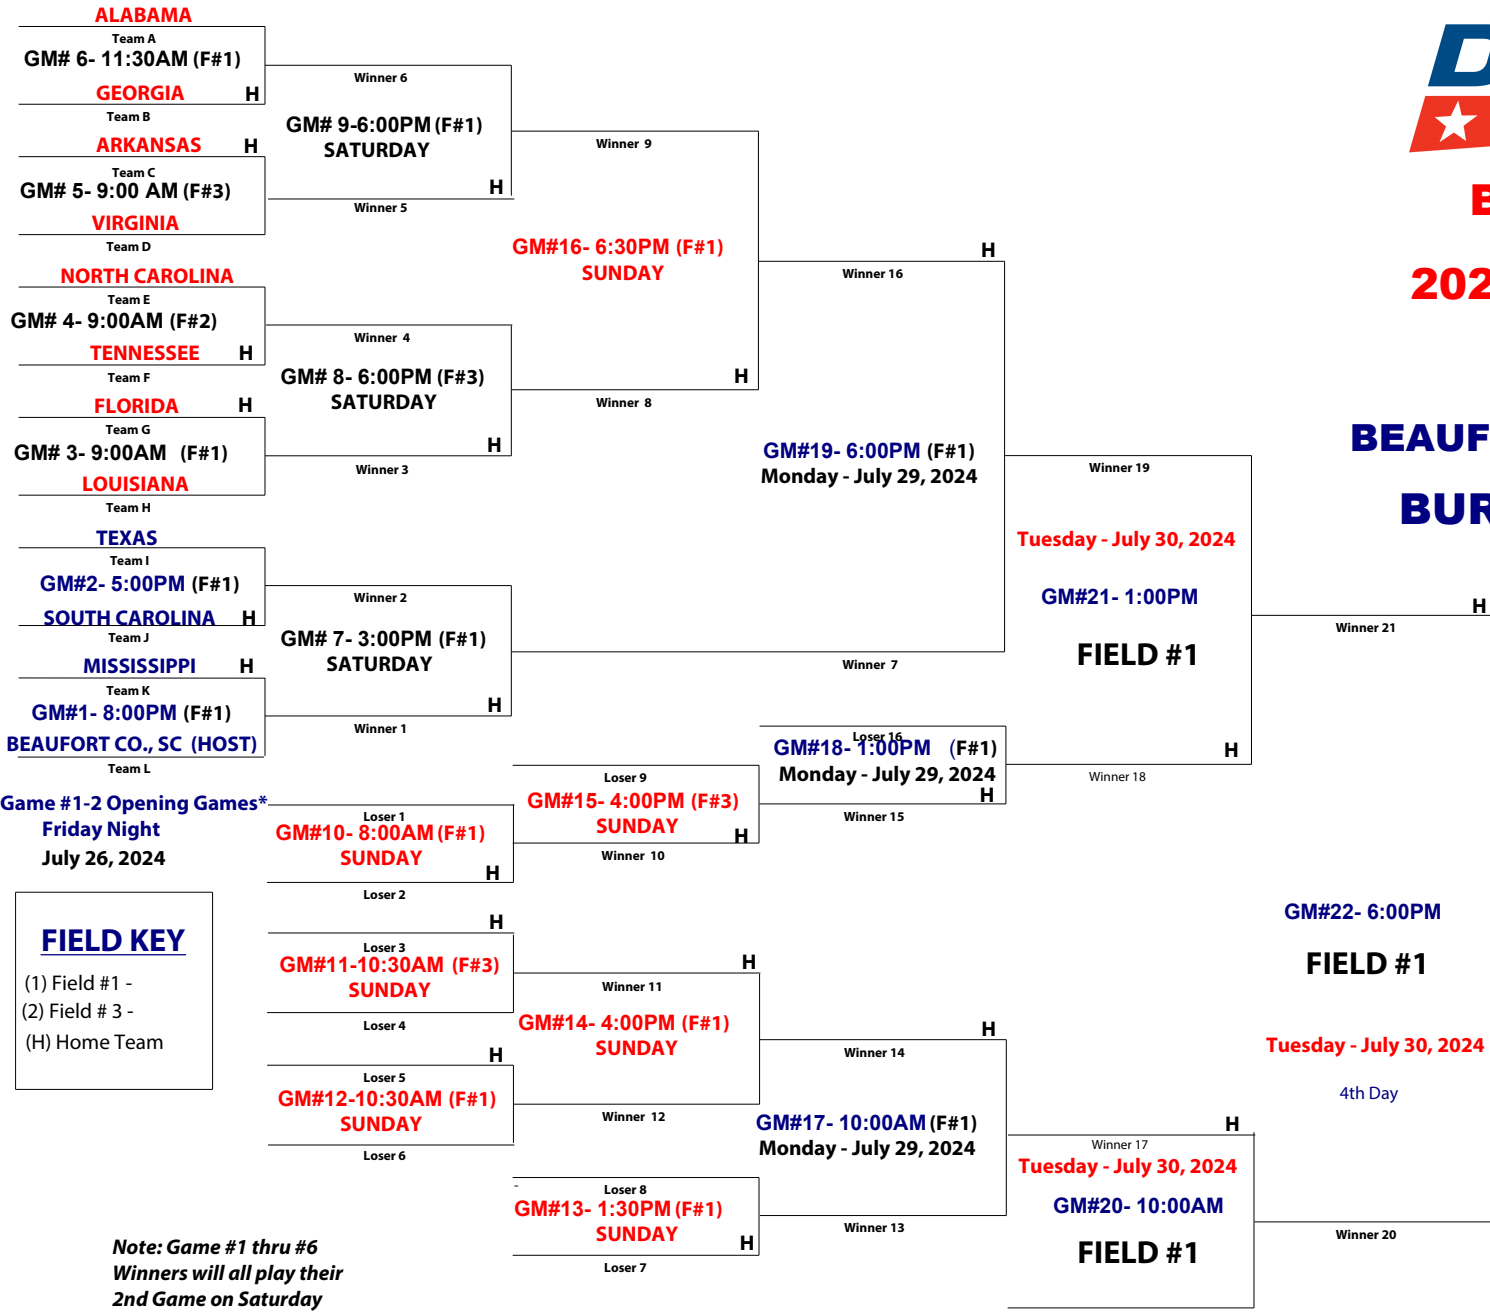 ALABAMA
Team A
GM# 6- 11:30AM (F#1)
GEORGIA H
Team B
ARKANSAS H
Team C
GM# 5- 9:00 AM (F#3)
VIRGINIA
Team D
NORTH CAROLINA
Team E
GM# 4- 9:00AM (F#2)
TENNESSEE H
Team F
FLORIDA H
Team G
GM# 3- 9:00AM (F#1)
LOUISIANA
Team H
TEXAS
Team I
GM#2- 5:00PM (F#1)
SOUTH CAROLINA H
Team J
MISSISSIPPI H
Team K
GM#1- 8:00PM (F#1)
BEAUFORT CO., SC (HOST)
Team L
Game #1-2 Opening Games*
Friday Night
July 26, 2024
FIELD KEY
(1) Field #1 -
(2) Field # 3 -
(H) Home Team
Note: Game #1 thru #6
Winners will all play their
2nd Game on Saturday
Winner 6
GM# 9-6:00PM (F#1)
SATURDAY
H
Winner 5
Winner 4
GM# 8- 6:00PM (F#3)
SATURDAY
H
Winner 3
Winner 2
GM# 7- 3:00PM (F#1)
SATURDAY
H
Winner 1
Loser 1
GM#10- 8:00AM (F#1)
SUNDAY
H
Loser 2
H
Loser 3
GM#11-10:30AM (F#3)
SUNDAY
Loser 4
H
Loser 5
GM#12-10:30AM (F#1)
SUNDAY
Loser 6
Winner 9
GM#16- 6:30PM (F#1)
SUNDAY
H
Winner 8
Loser 9
GM#15- 4:00PM (F#3)
SUNDAY
H
Winner 10
H
Winner 11
GM#14- 4:00PM (F#1)
SUNDAY
Winner 12
Loser 8
GM#13- 1:30PM (F#1)
SUNDAY
H
Loser 7
H
Winner 16
GM#19- 6:00PM (F#1)
Monday - July 29, 2024
Winner 7
Loser 16
GM#18- 1:00PM (F#1)
Monday - July 29, 2024
H
Winner 15
H
Winner 14
GM#17- 10:00AM (F#1)
Monday - July 29, 2024
Winner 13
Winner 19
Tuesday - July 30, 2024
GM#21- 1:00PM
FIELD #1
H
Winner 18
H
Winner 17
Tuesday - July 30, 2024
GM#20- 10:00AM
FIELD #1
H
Winner 21
GM#22- 6:00PM
FIELD #1
Tuesday - July 30, 2024
4th Day
Winner 20
D
B
202
BEAUF
BUR